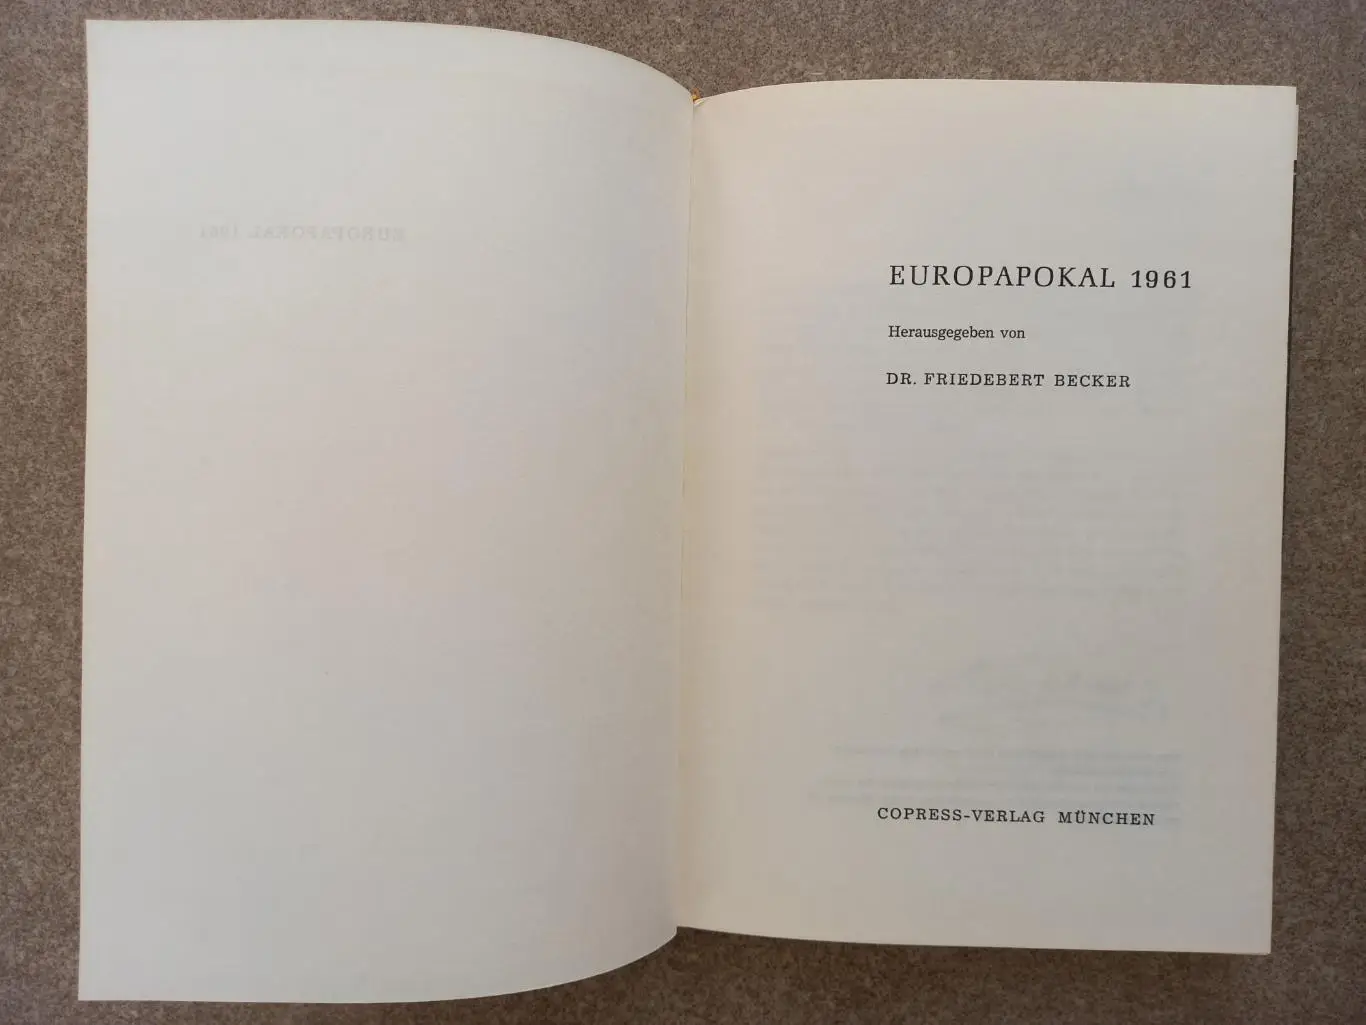 EUROPAPOKAL 1961
Herausgegeben von
DR. FRIEDEBERT BECKER
COPRESS-VERLAG MÜNCHEN